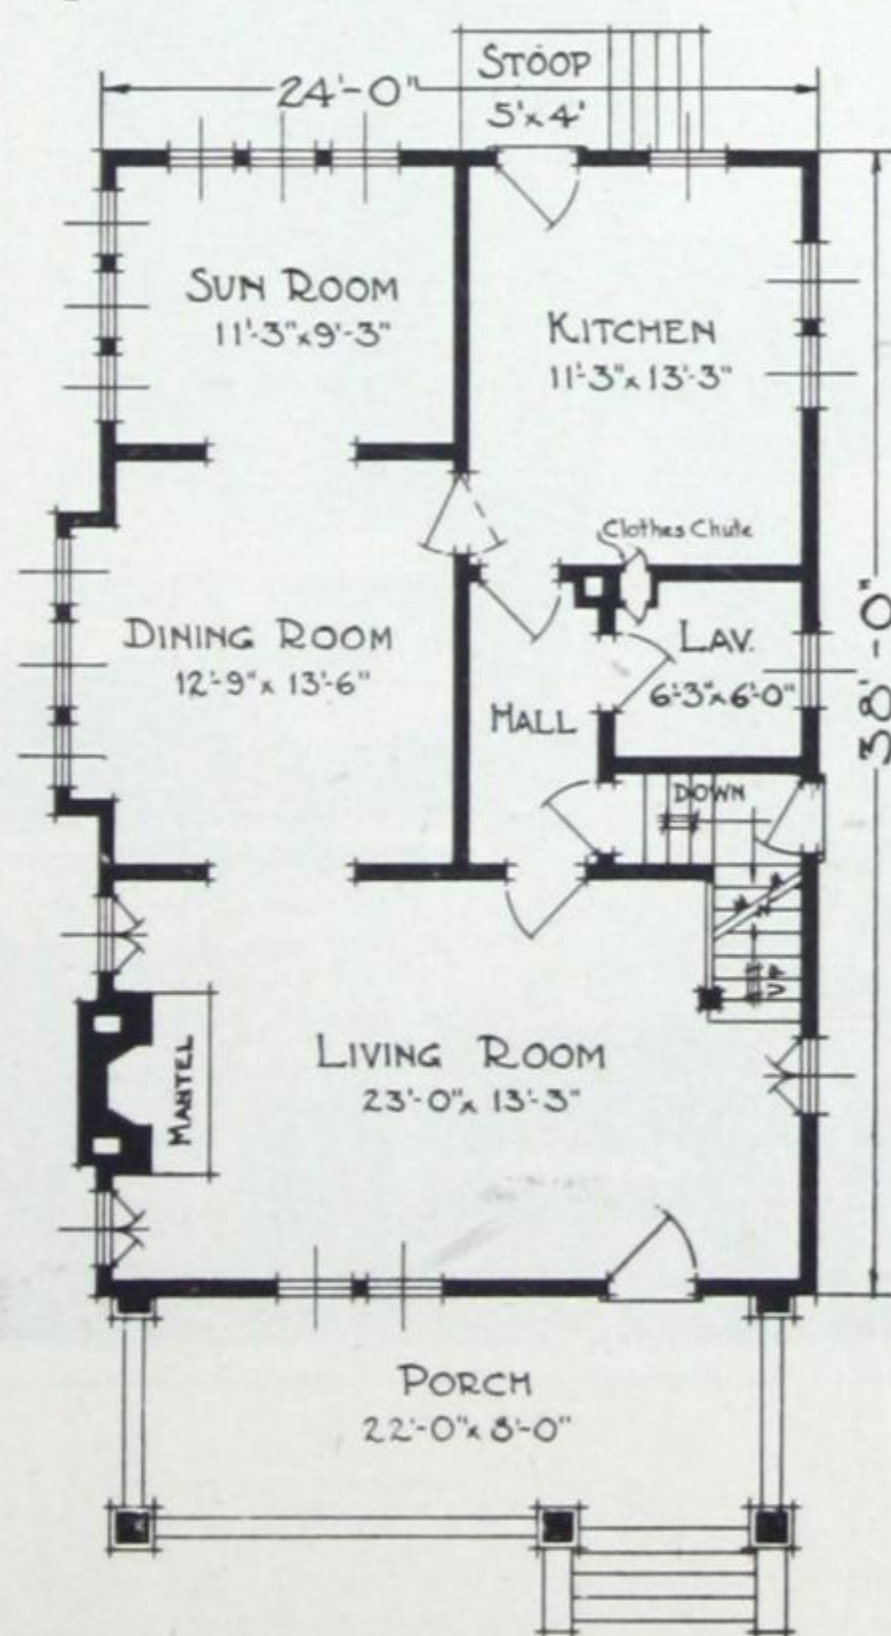 STOOP
5'x4'
24'-0"
SUN ROOM
11'-3"x9'-3"
KITCHEN
11'-3"x13'-3"
Clothes Chute
DINING ROOM
12'-9"x13'-6"
LAV.
6'-3"x6'-0"
HALL
38'-0"
DOWN
UP
LIVING ROOM
23'-0"x13'-3"
MANTEL
PORCH
22'-0"x8'-0"